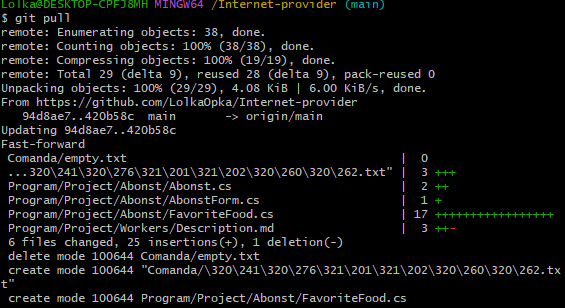 Lolka@DESKTOP-CPFJ8MH MINGW64 /Internet-provider (main)
$ git pull
remote: Enumerating objects: 38, done.
remote: Counting objects: 100% (38/38), done.
remote: Compressing objects: 100% (19/19), done.
remote: Total 29 (delta 9), reused 28 (delta 9), pack-reused 0
Unpacking objects: 100% (29/29), 4.08 KiB | 6.00 KiB/s, done.
From https://github.com/LolkaOpka/Internet-provider
   94d8ae7..420b58c  main       -> origin/main
Updating 94d8ae7..420b58c
Fast-forward
 Comanda/empty.txt                                  |  0
 ...320\241\320\276\321\201\321\202\320\260\320\262.txt" |  3 +++
 Program/Project/Abonst/Abonst.cs                   |  2 ++
 Program/Project/Abonst/AbonstForm.cs               |  1 +
 Program/Project/Abonst/FavoriteFood.cs             | 17 +++++++++++++++++
 Program/Project/Workers/Description.md             |  3 ++-
 6 files changed, 25 insertions(+), 1 deletion(-)
 delete mode 100644 Comanda/empty.txt
 create mode 100644 "Comanda/\320\241\320\276\321\201\321\202\320\260\320\262.tx
t"
 create mode 100644 Program/Project/Abonst/FavoriteFood.cs